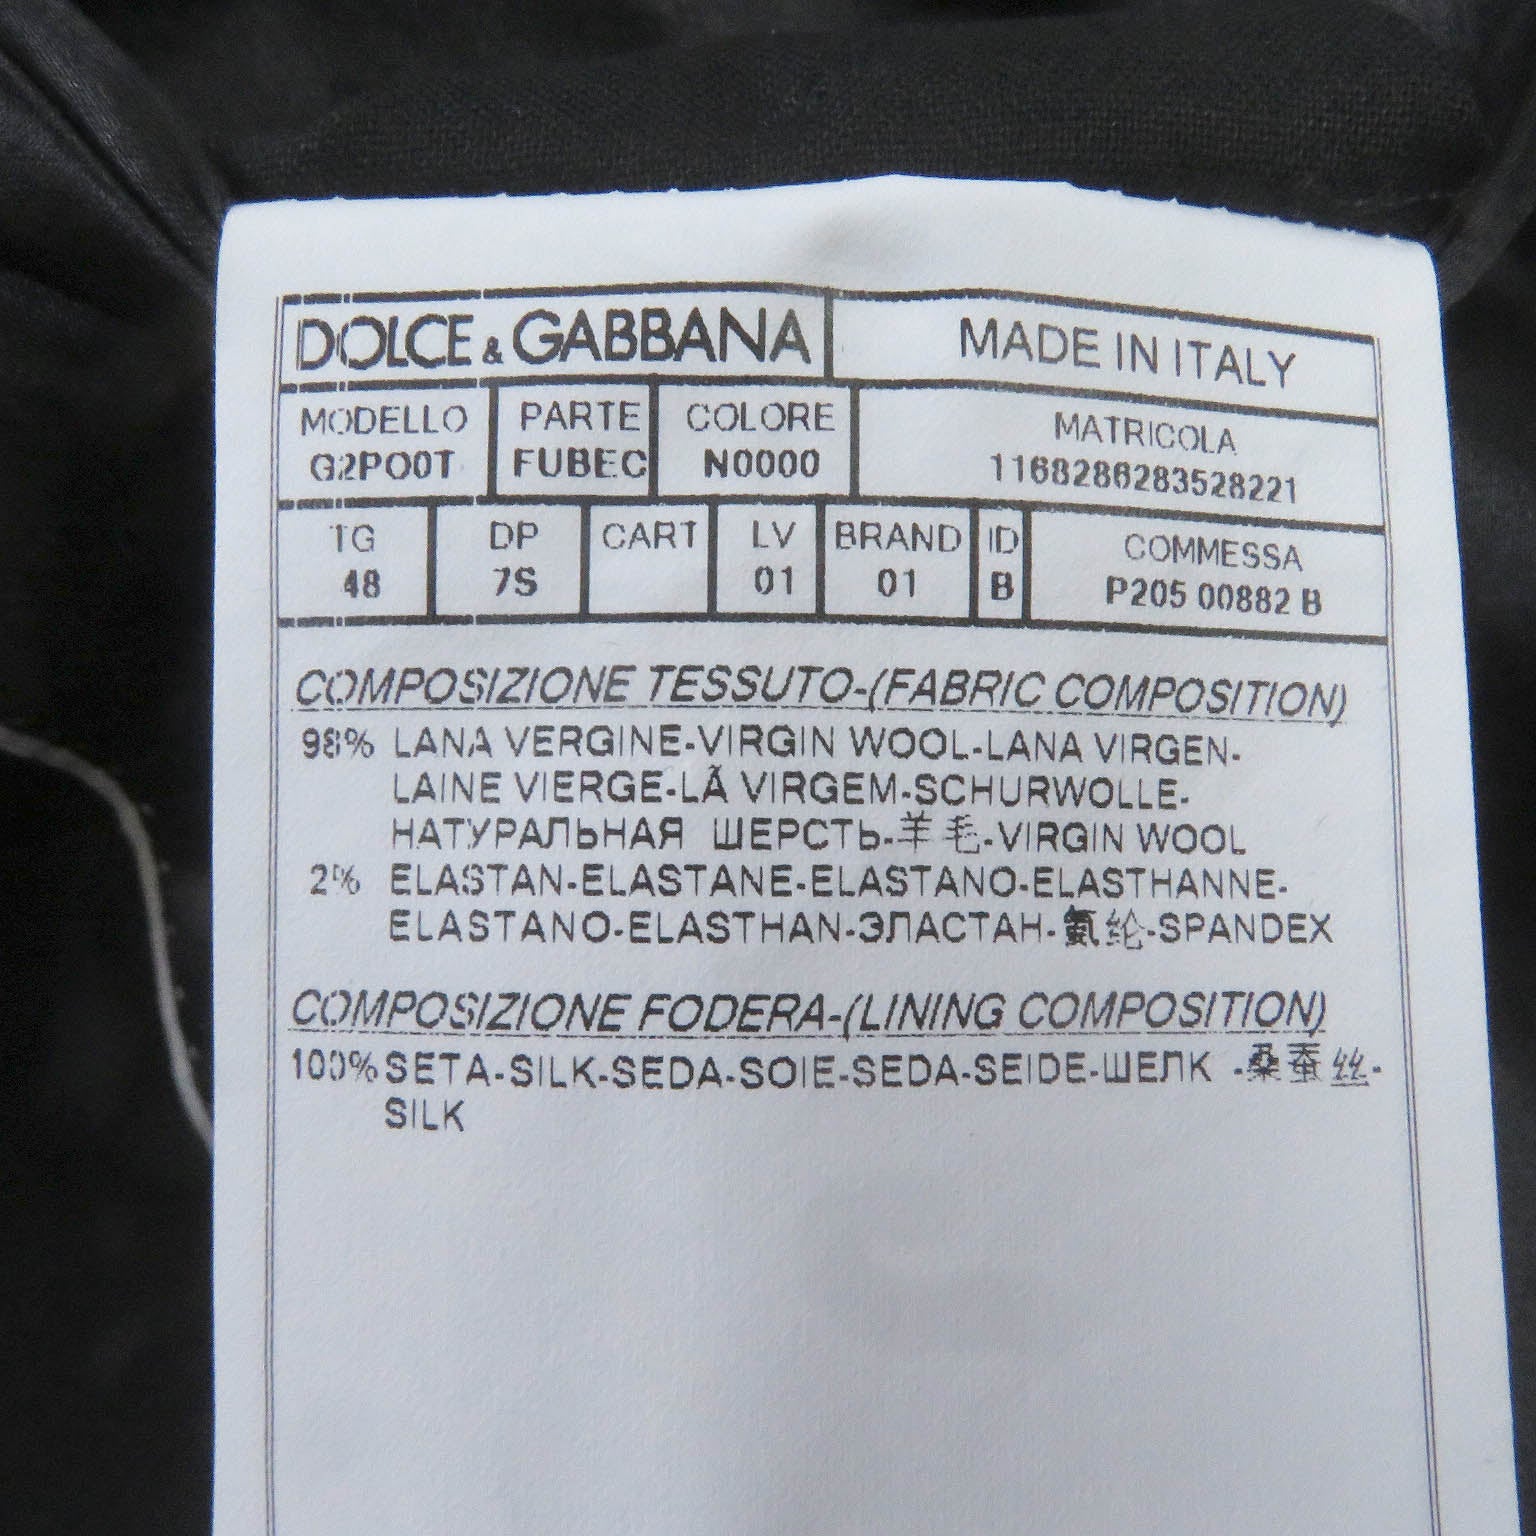 DOLCE & GABBANA MADE IN ITALY
MODELLO PARTE COLORE MATRICOLA
G2PO0T FUBEC N0000 1168286283528221
TG DP CART LV BRAND ID COMMESSA
48 7S 01 01 B P205 00882 B
COMPOSIZIONE TESSUTO-(FABRIC COMPOSITION)
98% LANA VERGINE-VIRGIN WOOL-LANA VIRGEN-
LAINE VIERGE-LÃ VIRGEM-SCHURWOLLE-
НАТУРАЛЬНАЯ ШЕРСТЬ-羊毛-VIRGIN WOOL
2% ELASTAN-ELASTANE-ELASTANO-ELASTHANNE-
ELASTANO-ELASTHAN-ЭЛАСТАН-氨纶-SPANDEX
COMPOSIZIONE FODERA-(LINING COMPOSITION)
100% SETA-SILK-SEDA-SOIE-SEDA-SEIDE-ШЕЛК -桑蚕丝-
SILK